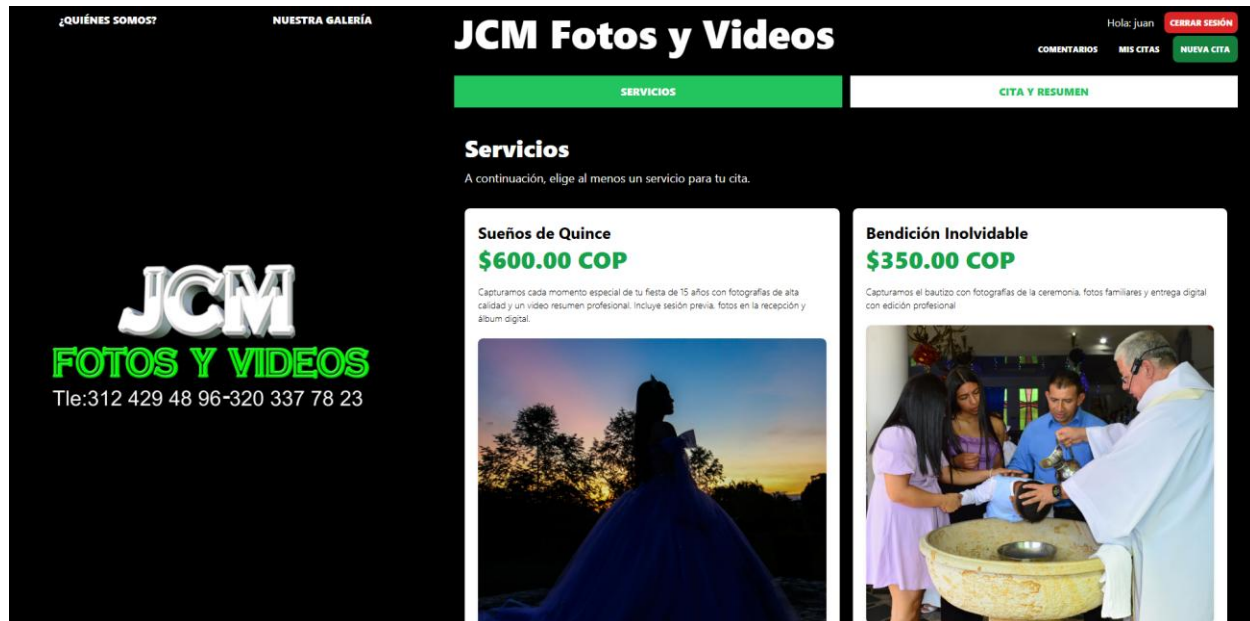 ¿QUIÉNES SOMOS?
NUESTRA GALERÍA
JCM
FOTOS Y VIDEOS
Tle:312 429 48 96-320 337 78 23
JCM Fotos y Videos
Hola: juan
CERRAR SESIÓN
COMENTARIOS
MIS CITAS
NUEVA CITA
SERVICIOS
CITA Y RESUMEN
Servicios
A continuación, elige al menos un servicio para tu cita.
Sueños de Quince
$600.00 COP
Capturamos cada momento especial de tu fiesta de 15 años con fotografías de alta
calidad y un video resumen profesional. Incluye sesión previa, fotos en la recepción y
álbum digital.
Bendición Inolvidable
$350.00 COP
Capturamos el bautizo con fotografías de la ceremonia, fotos familiares y entrega digital
con edición profesional